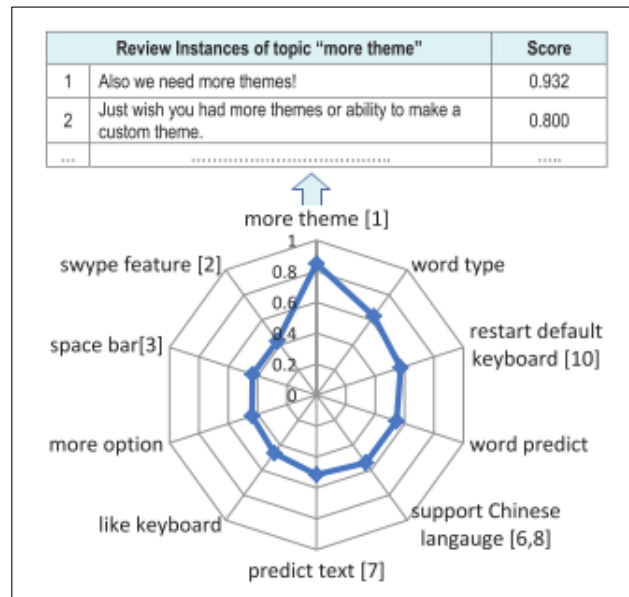 Review Instances of topic “more theme” Score
1 Also we need more themes! 0.932
2 Just wish you had more themes or ability to make a
custom theme. 0.800
... ........................................ .....
more theme [1]
1
swype feature [2]
0.8
word type
0.6
space bar[3]
0.4
restart default
keyboard [10]
0.2
0
more option
word predict
like keyboard
support Chinese
langauge [6,8]
predict text [7]